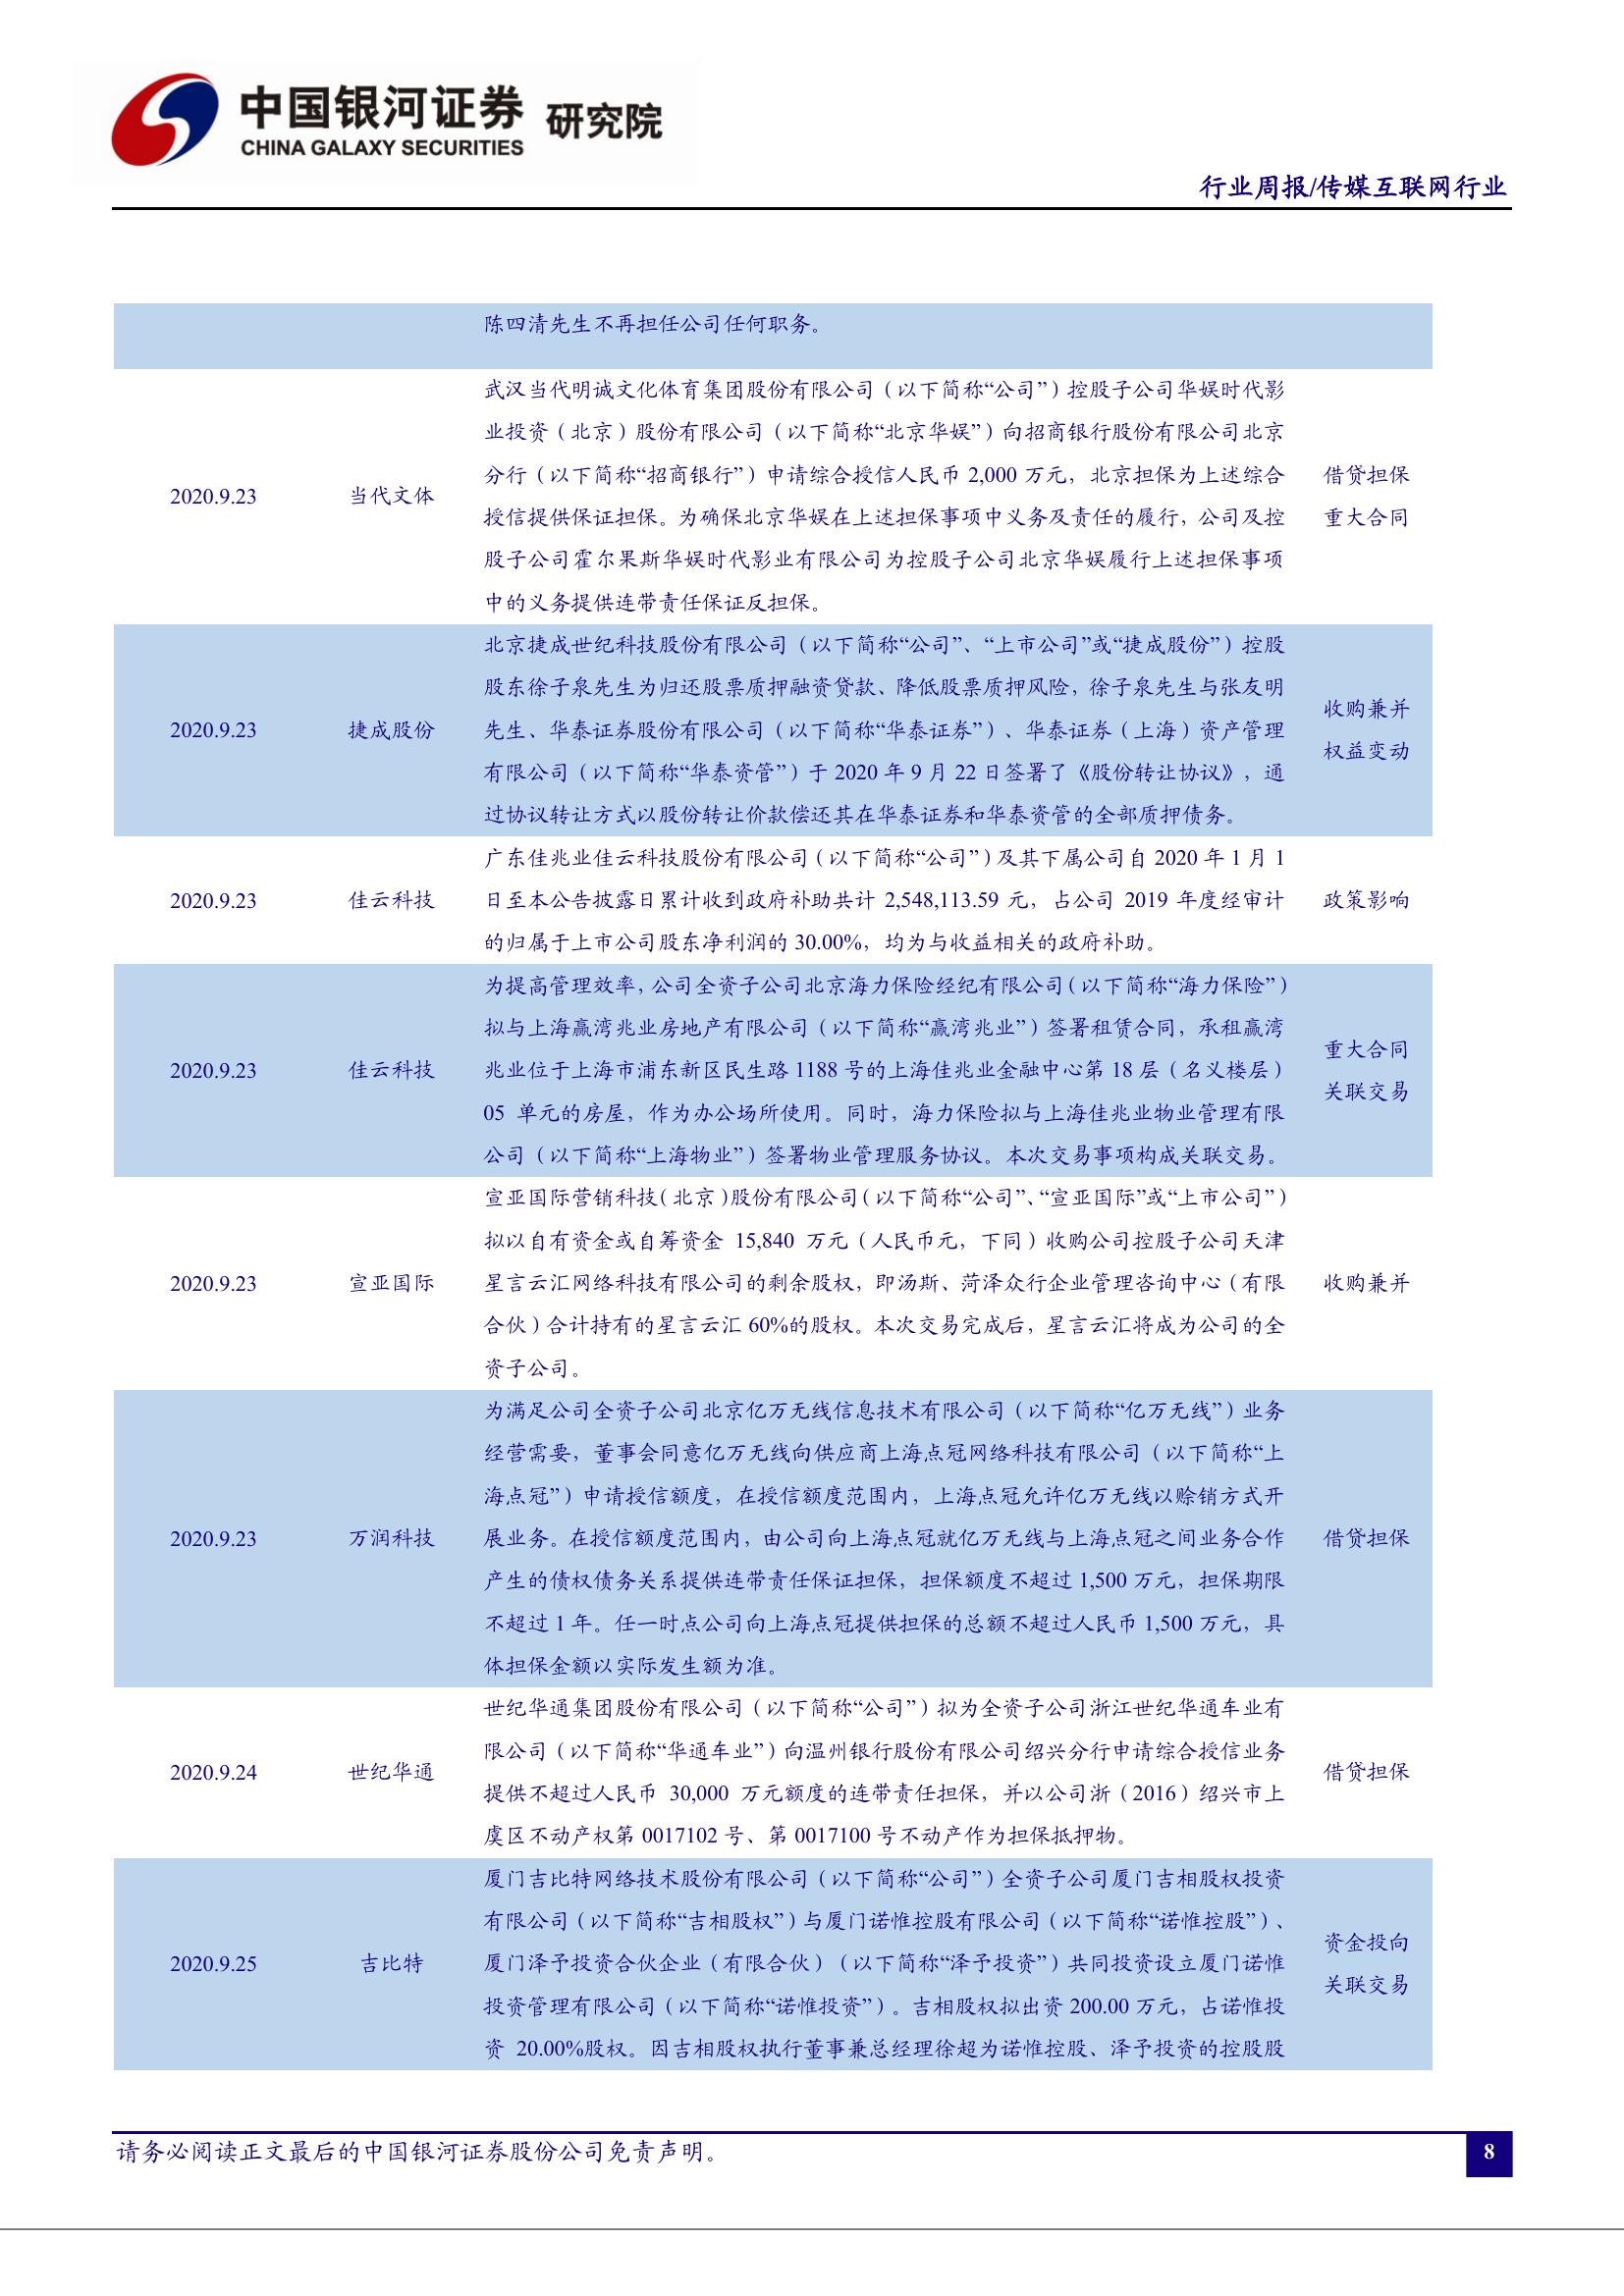 中国银河证券 研究院
CHINA GALAXY SECURITIES
行业周报/传媒互联网行业
陈四清先生不再担任公司任何职务。
武汉当代明诚文化体育集团股份有限公司（以下简称“公司”）控股子公司华娱时代影
业投资（北京）股份有限公司（以下简称“北京华娱”）向招商银行股份有限公司北京
分行（以下简称“招商银行”）申请综合授信人民币 2,000 万元，北京担保为上述综合
授信提供保证担保。为确保北京华娱在上述担保事项中义务及责任的履行，公司及控
股子公司霍尔果斯华娱时代影业有限公司为控股子公司北京华娱履行上述担保事项
中的义务提供连带责任保证反担保。
2020.9.23
当代文体
借贷担保
重大合同
北京捷成世纪科技股份有限公司（以下简称“公司”、“上市公司”或“捷成股份”）控股
股东徐子泉先生为归还股票质押融资贷款、降低股票质押风险，徐子泉先生与张友明
先生、华泰证券股份有限公司（以下简称“华泰证券”）、华泰证券（上海）资产管理
有限公司（以下简称“华泰资管”）于 2020 年 9 月 22 日签署了《股份转让协议》，通
过协议转让方式以股份转让价款偿还其在华泰证券和华泰资管的全部质押债务。
2020.9.23
捷成股份
收购兼并
权益变动
广东佳兆业佳云科技股份有限公司（以下简称“公司”）及其下属公司自 2020 年 1 月 1
日至本公告披露日累计收到政府补助共计 2,548,113.59 元，占公司 2019 年度经审计
的归属于上市公司股东净利润的 30.00%，均为与收益相关的政府补助。
2020.9.23
佳云科技
政策影响
为提高管理效率，公司全资子公司北京海力保险经纪有限公司（以下简称“海力保险”）
拟与上海赢湾兆业房地产有限公司（以下简称“赢湾兆业”）签署租赁合同，承租赢湾
兆业位于上海市浦东新区民生路 1188 号的上海佳兆业金融中心第 18 层（名义楼层）
05 单元的房屋，作为办公场所使用。同时，海力保险拟与上海佳兆业物业管理有限
公司（以下简称“上海物业”）签署物业管理服务协议。本次交易事项构成关联交易。
2020.9.23
佳云科技
重大合同
关联交易
宣亚国际营销科技（北京）股份有限公司（以下简称“公司”、“宣亚国际”或“上市公司”）
拟以自有资金或自筹资金 15,840 万元（人民币元，下同）收购公司控股子公司天津
星言云汇网络科技有限公司的剩余股权，即汤斯、菏泽众行企业管理咨询中心（有限
合伙）合计持有的星言云汇 60%的股权。本次交易完成后，星言云汇将成为公司的全
资子公司。
2020.9.23
宣亚国际
收购兼并
为满足公司全资子公司北京亿万无线信息技术有限公司（以下简称“亿万无线”）业务
经营需要，董事会同意亿万无线向供应商上海点冠网络科技有限公司（以下简称“上
海点冠”）申请授信额度，在授信额度范围内，上海点冠允许亿万无线以赊销方式开
展业务。在授信额度范围内，由公司向上海点冠就亿万无线与上海点冠之间业务合作
产生的债权债务关系提供连带责任保证担保，担保额度不超过 1,500 万元，担保期限
不超过 1 年。任一时点公司向上海点冠提供担保的总额不超过人民币 1,500 万元，具
体担保金额以实际发生额为准。
2020.9.23
万润科技
借贷担保
世纪华通集团股份有限公司（以下简称“公司”）拟为全资子公司浙江世纪华通车业有
限公司（以下简称“华通车业”）向温州银行股份有限公司绍兴分行申请综合授信业务
提供不超过人民币 30,000 万元额度的连带责任担保，并以公司浙（2016）绍兴市上
虞区不动产权第 0017102 号、第 0017100 号不动产作为担保抵押物。
2020.9.24
世纪华通
借贷担保
厦门吉比特网络技术股份有限公司（以下简称“公司”）全资子公司厦门吉相股权投资
有限公司（以下简称“吉相股权”）与厦门诺惟控股有限公司（以下简称“诺惟控股”）、
厦门泽予投资合伙企业（有限合伙）（以下简称“泽予投资”）共同投资设立厦门诺惟
投资管理有限公司（以下简称“诺惟投资”）。吉相股权拟出资 200.00 万元，占诺惟投
资 20.00%股权。因吉相股权执行董事兼总经理徐超为诺惟控股、泽予投资的控股股
2020.9.25
吉比特
资金投向
关联交易
请务必阅读正文最后的中国银河证券股份公司免责声明。
8